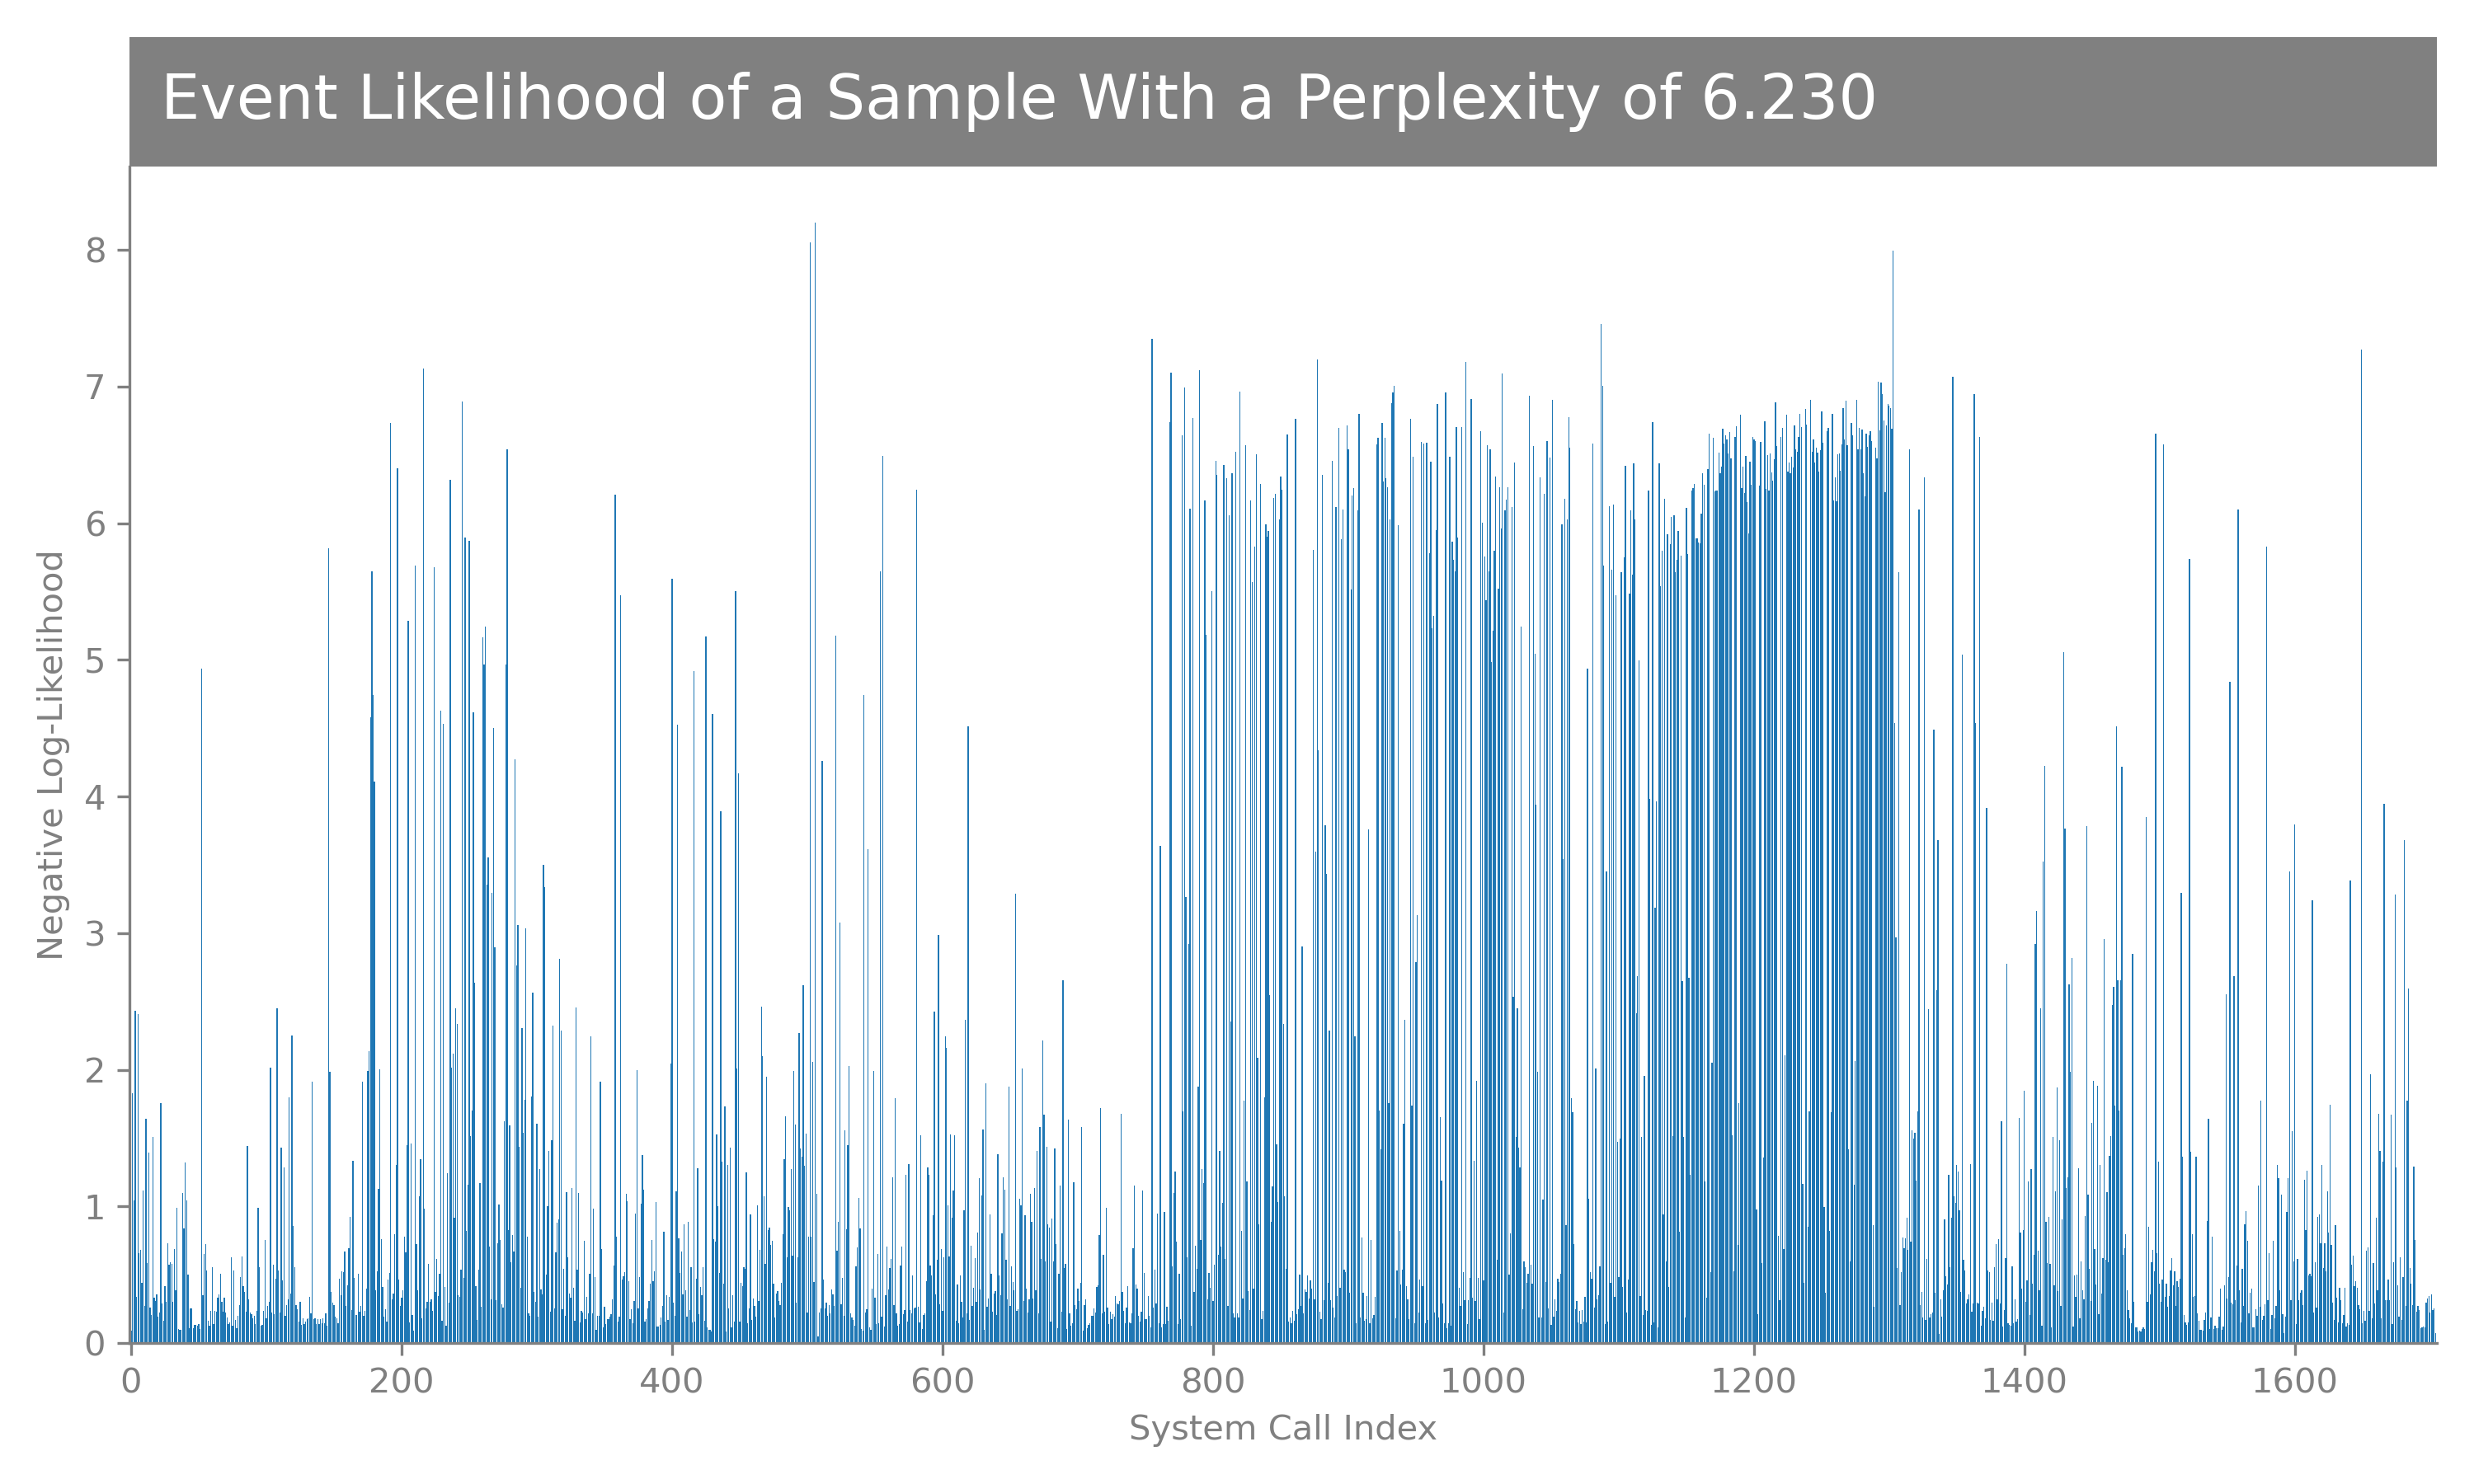 Event Likelihood of a Sample With a Perplexity of 6.230
8
7
6
5
4
3
2
1
0
Negative Log-Likelihood
0 200 400 600 800 1000 1200 1400 1600
System Call Index